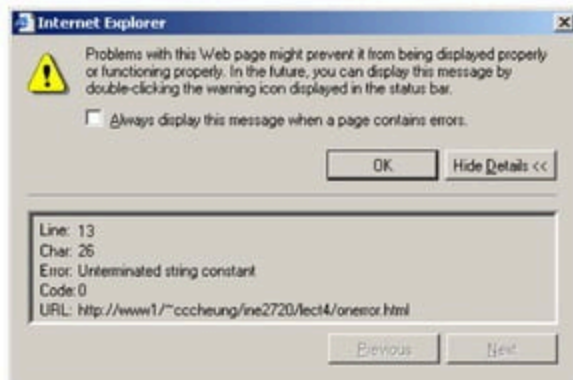 Internet Explorer
Problems with this Web page might prevent it from being displayed properly
or functioning properly. In the future, you can display this message by
double-clicking the warning icon displayed in the status bar.
Always display this message when a page contains errors.
OK
Hide Details <<
Line: 13
Char: 26
Error: Unterminated string constant
Code:0
URL: http://www1/~cccheung/ine2720/lect4/onerror.html
Previous
Next